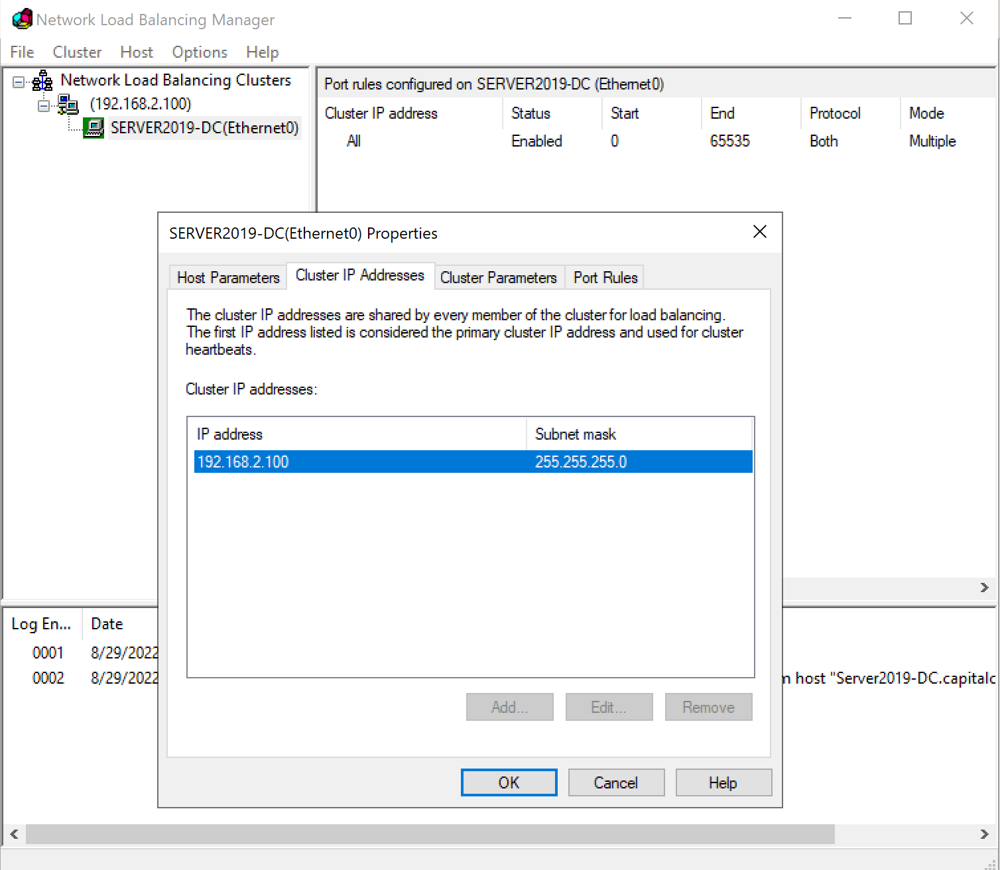 Network Load Balancing Manager
File Cluster Host Options Help
Network Load Balancing Clusters
(192.168.2.100)
SERVER2019-DC(Ethernet0)
Port rules configured on SERVER2019-DC (Ethernet0)
Cluster IP address Status Start End Protocol Mode
All Enabled 0 65535 Both Multiple
SERVER2019-DC(Ethernet0) Properties
Host Parameters Cluster IP Addresses Cluster Parameters Port Rules
The cluster IP addresses are shared by every member of the cluster for load balancing.
The first IP address listed is considered the primary cluster IP address and used for cluster
heartbeats.
Cluster IP addresses:
IP address Subnet mask
192.168.2.100 255.255.255.0
Add... Edit... Remove
OK Cancel Help
Log En... Date
0001 8/29/2022
0002 8/29/2022 n host "Server2019-DC.capitalc